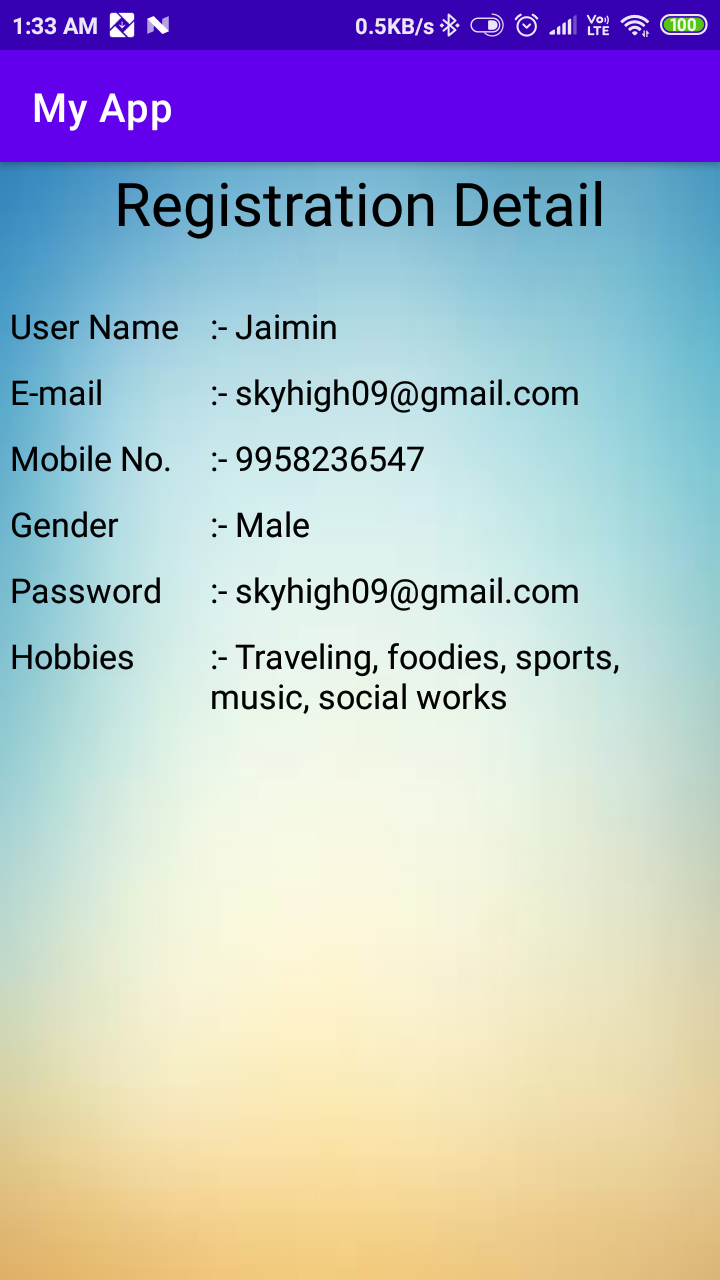 1:33 AM 0.5KB/s Vo) LTE 100
My App
Registration Detail
User Name :- Jaimin
E-mail :- skyhigh09@gmail.com
Mobile No. :- 9958236547
Gender :- Male
Password :- skyhigh09@gmail.com
Hobbies :- Traveling, foodies, sports,
music, social works